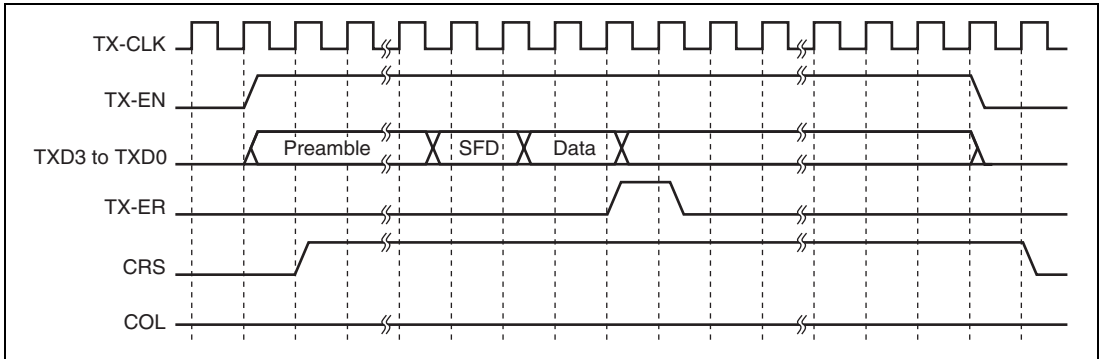 TX-CLK
TX-EN
TXD3 to TXD0
Preamble
SFD
Data
TX-ER
CRS
COL